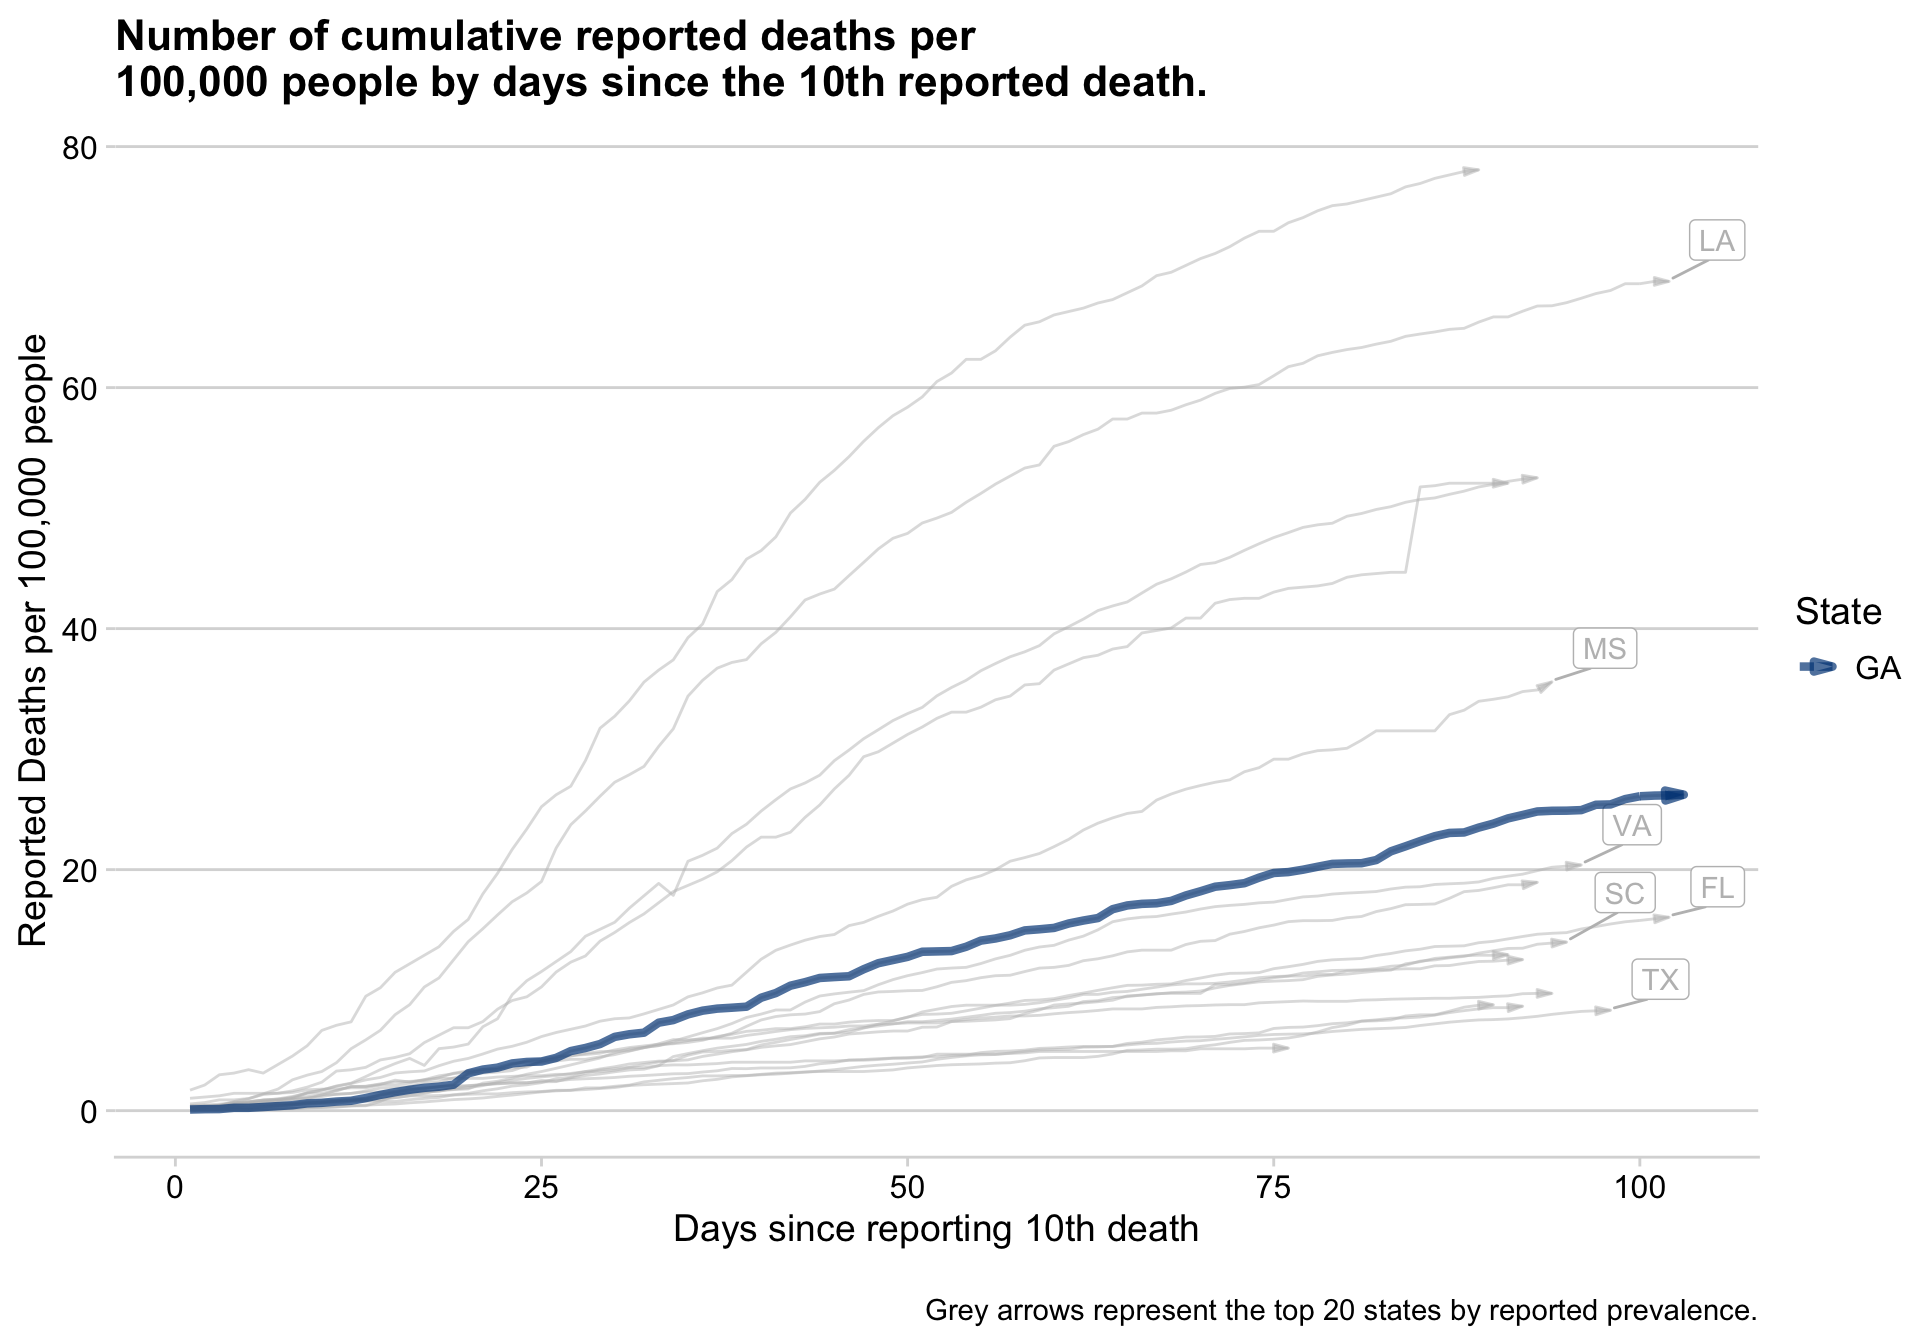 Number of cumulative reported deaths per
100,000 people by days since the 10th reported death.
Reported Deaths per 100,000 people
80
60
40
20
0
LA
MS
VA
SC
FL
TX
State
GA
0
25
50
75
100
Days since reporting 10th death
Grey arrows represent the top 20 states by reported prevalence.